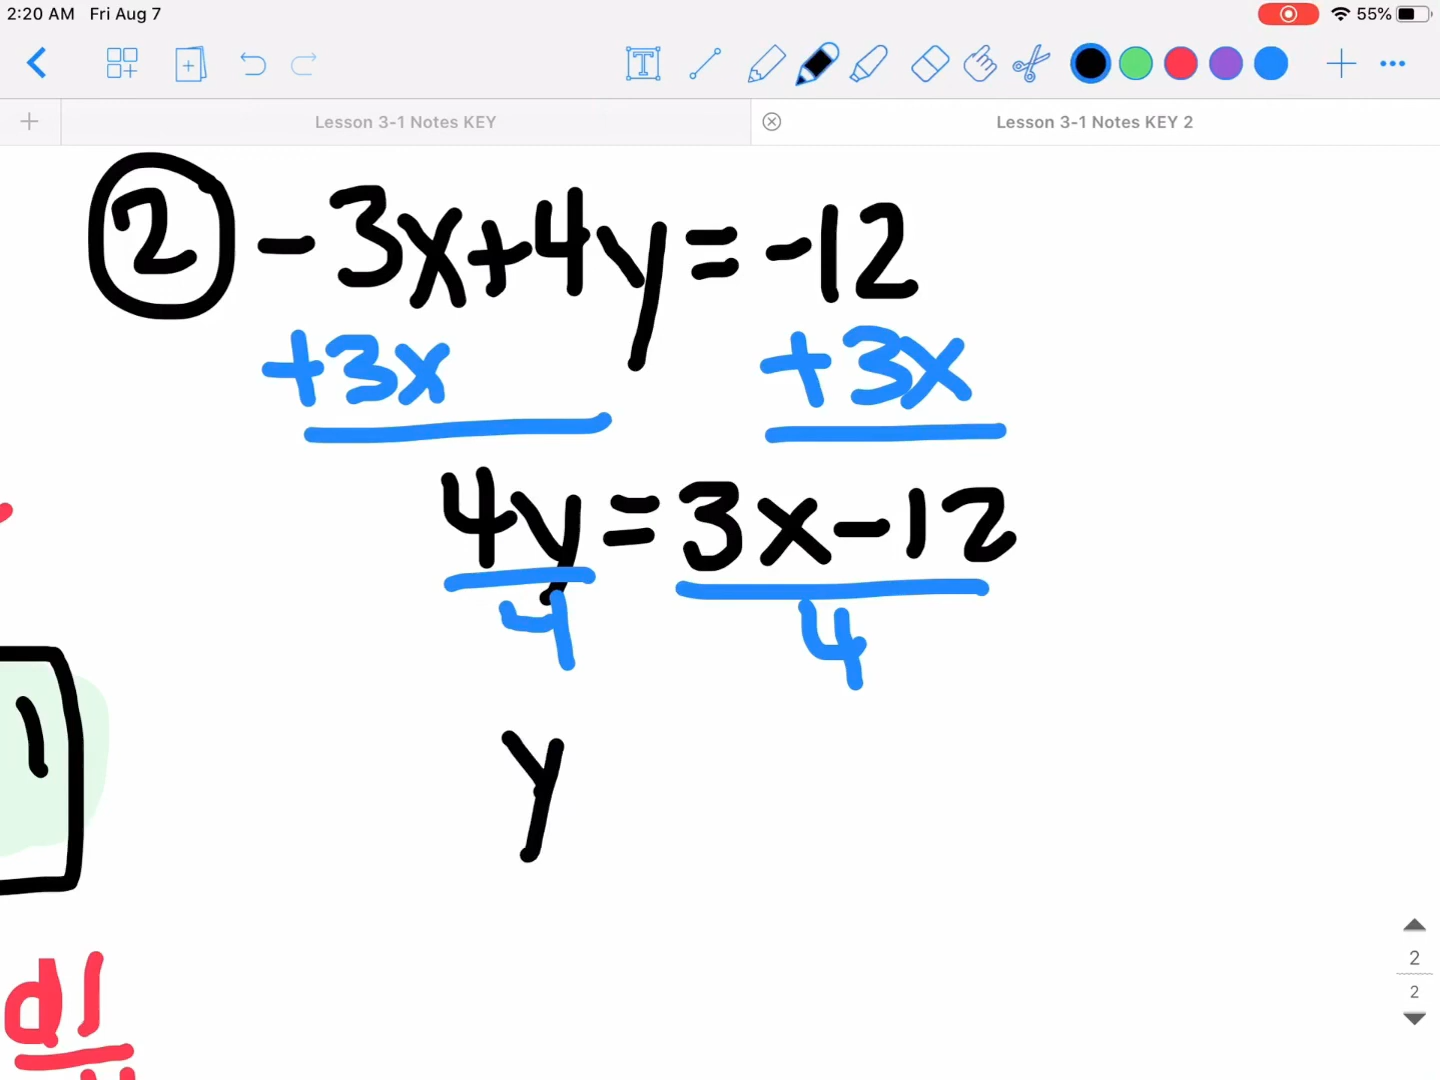 2:20 AM Fri Aug 7
55%
T
Lesson 3-1 Notes KEY
Lesson 3-1 Notes KEY 2
2 -3x+4y=-12
+3x +3x
4y=3x-12
4 4
y
1
2
2